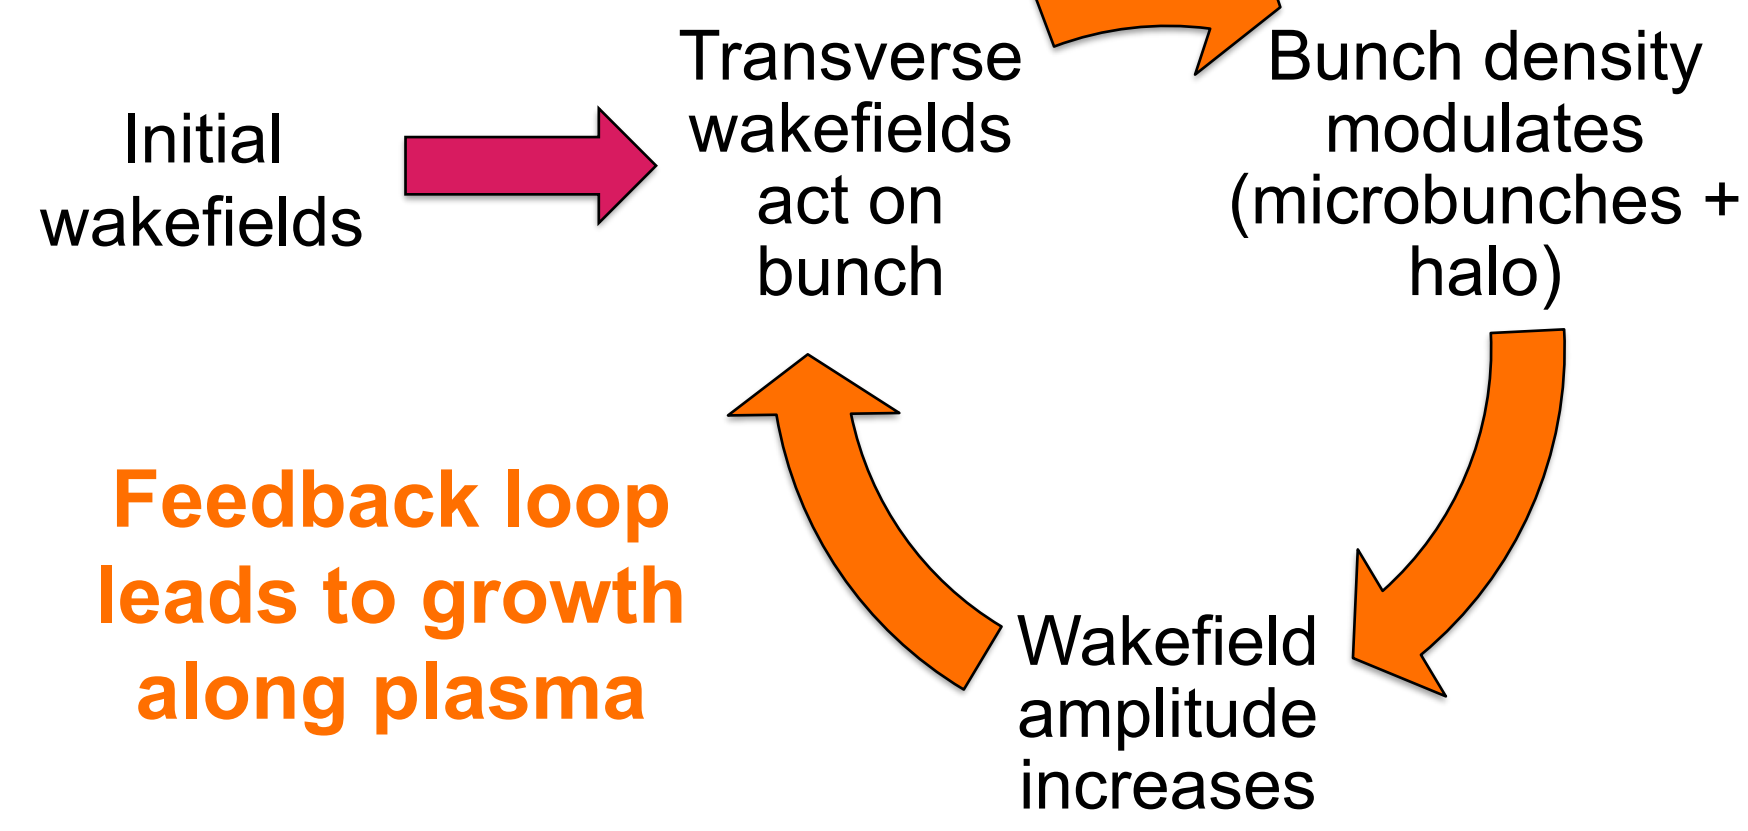 Initial
wakefields
Transverse
wakefields
act on
bunch
Bunch density
modulates
(microbunches +
halo)
Wakefield
amplitude
increases
Feedback loop
leads to growth
along plasma